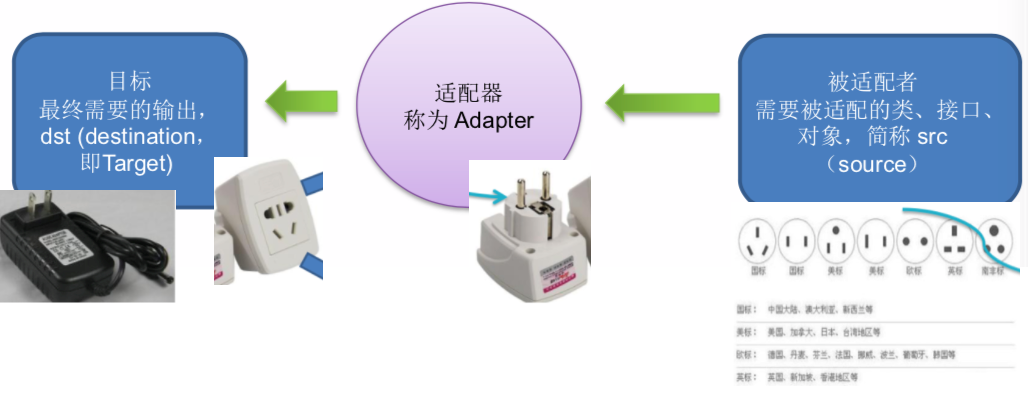 目标
最终需要的输出，
dst (destination，
即Target)
适配器
称为 Adapter
被适配者
需要被适配的类、接口、
对象，简称 src
（source）
国标 国标 美标 美标 欧标 英标 南非标
国标： 中国大陆、澳大利亚、新西兰等
美标： 美国、加拿大、日本、台湾地区等
欧标： 德国、丹麦、芬兰、法国、挪威、波兰、葡萄牙、韩国等
英标： 英国、新加坡、香港地区等